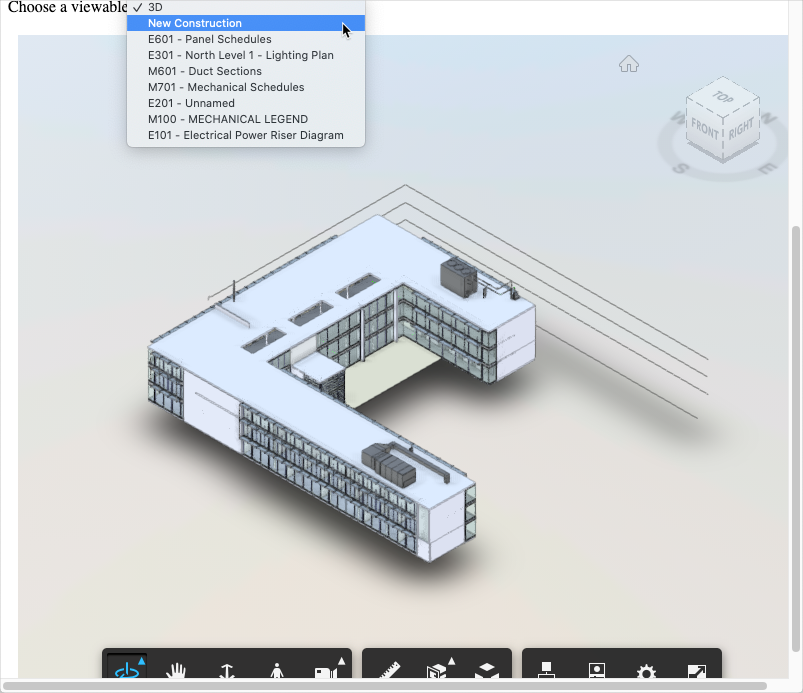 Choose a viewable
✓ 3D
New Construction
E601 - Panel Schedules
E301 - North Level 1 - Lighting Plan
M601 - Duct Sections
M701 - Mechanical Schedules
E201 - Unnamed
M100 - MECHANICAL LEGEND
E101 - Electrical Power Riser Diagram
TOP
FRONT
RIGHT
W
N
S
E